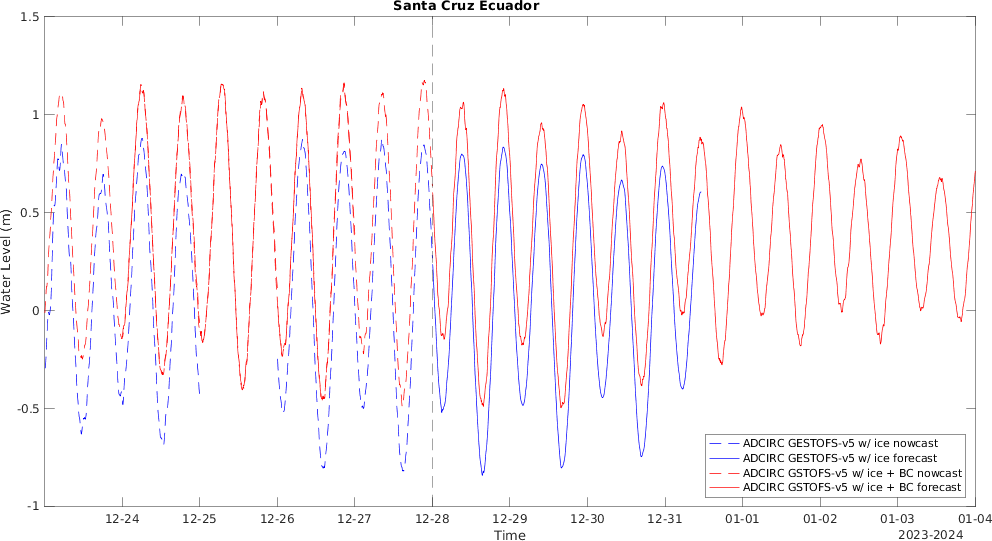 Santa Cruz Ecuador
Water Level (m)
1.5
1
0.5
0
-0.5
-1
ADCIRC GESTOFS-v5 w/ ice nowcast
ADCIRC GESTOFS-v5 w/ ice forecast
ADCIRC GSTOFS-v5 w/ ice + BC nowcast
ADCIRC GSTOFS-v5 w/ ice + BC forecast
12-24 12-25 12-26 12-27 12-28 12-29 12-30 12-31 01-01 01-02 01-03 01-04
Time
2023-2024